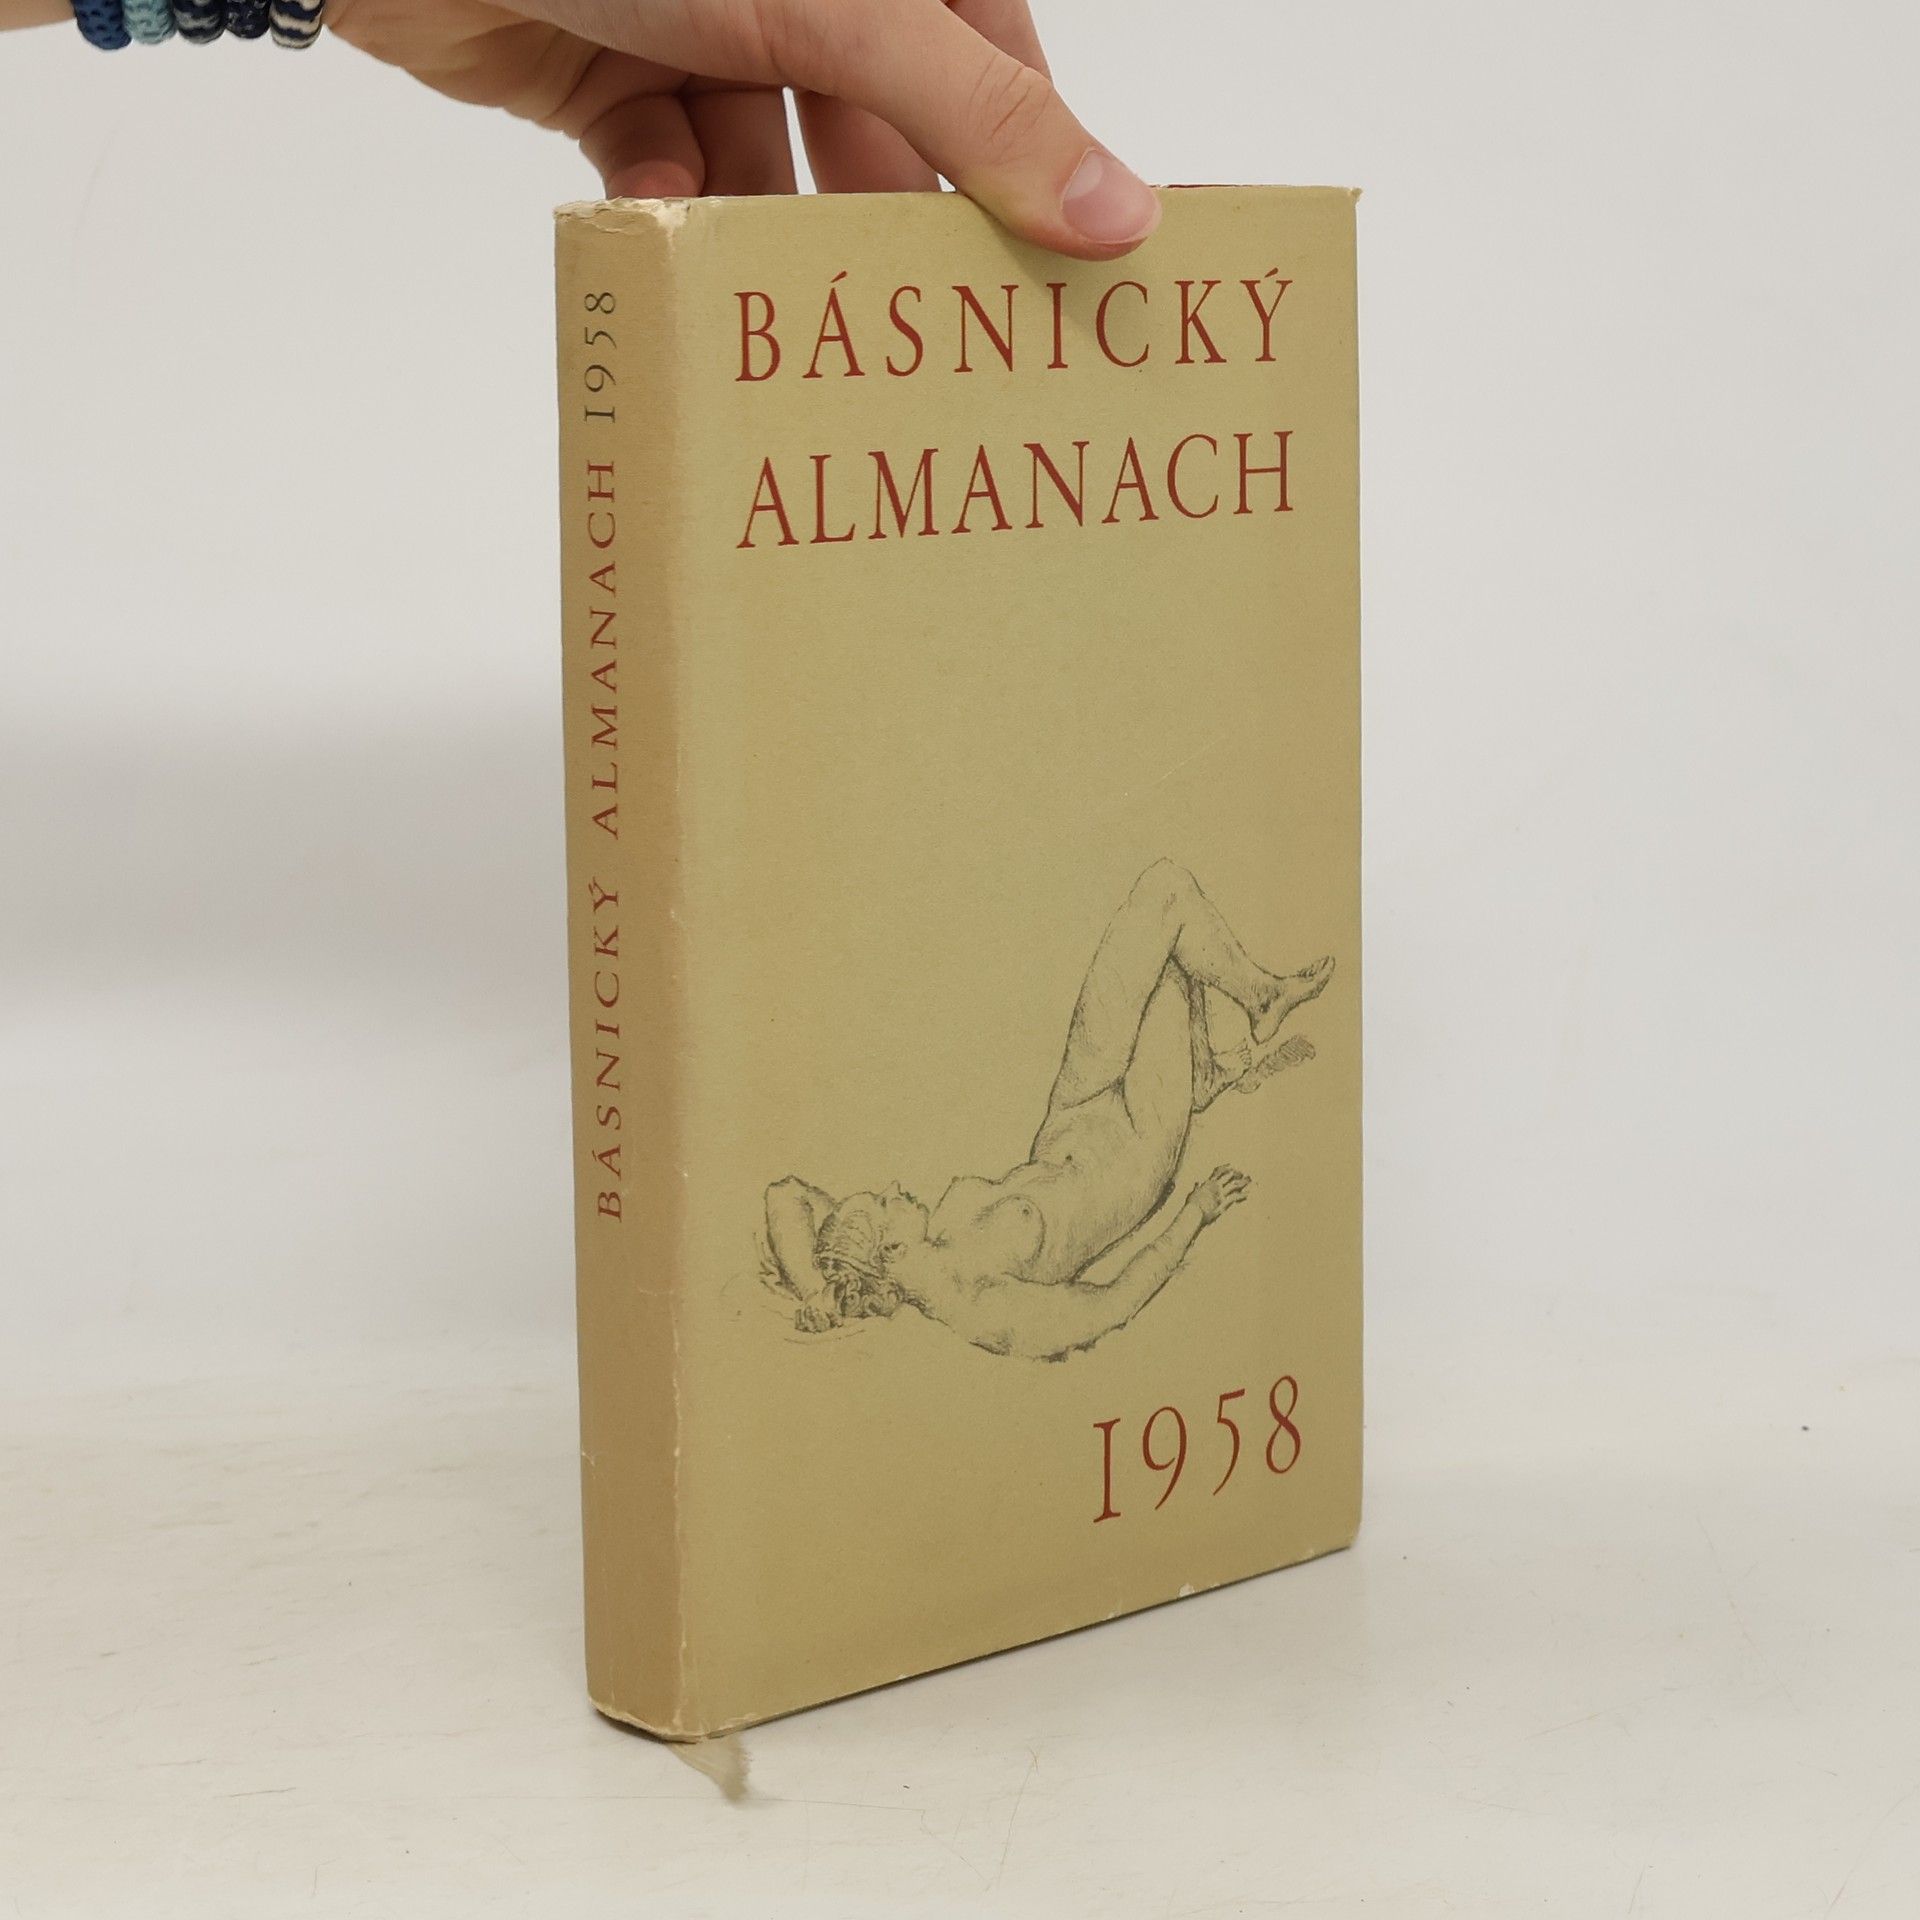 BÁSNICKÝ ALMANACH 1958
BÁSNICKÝ
ALMANACH
1958